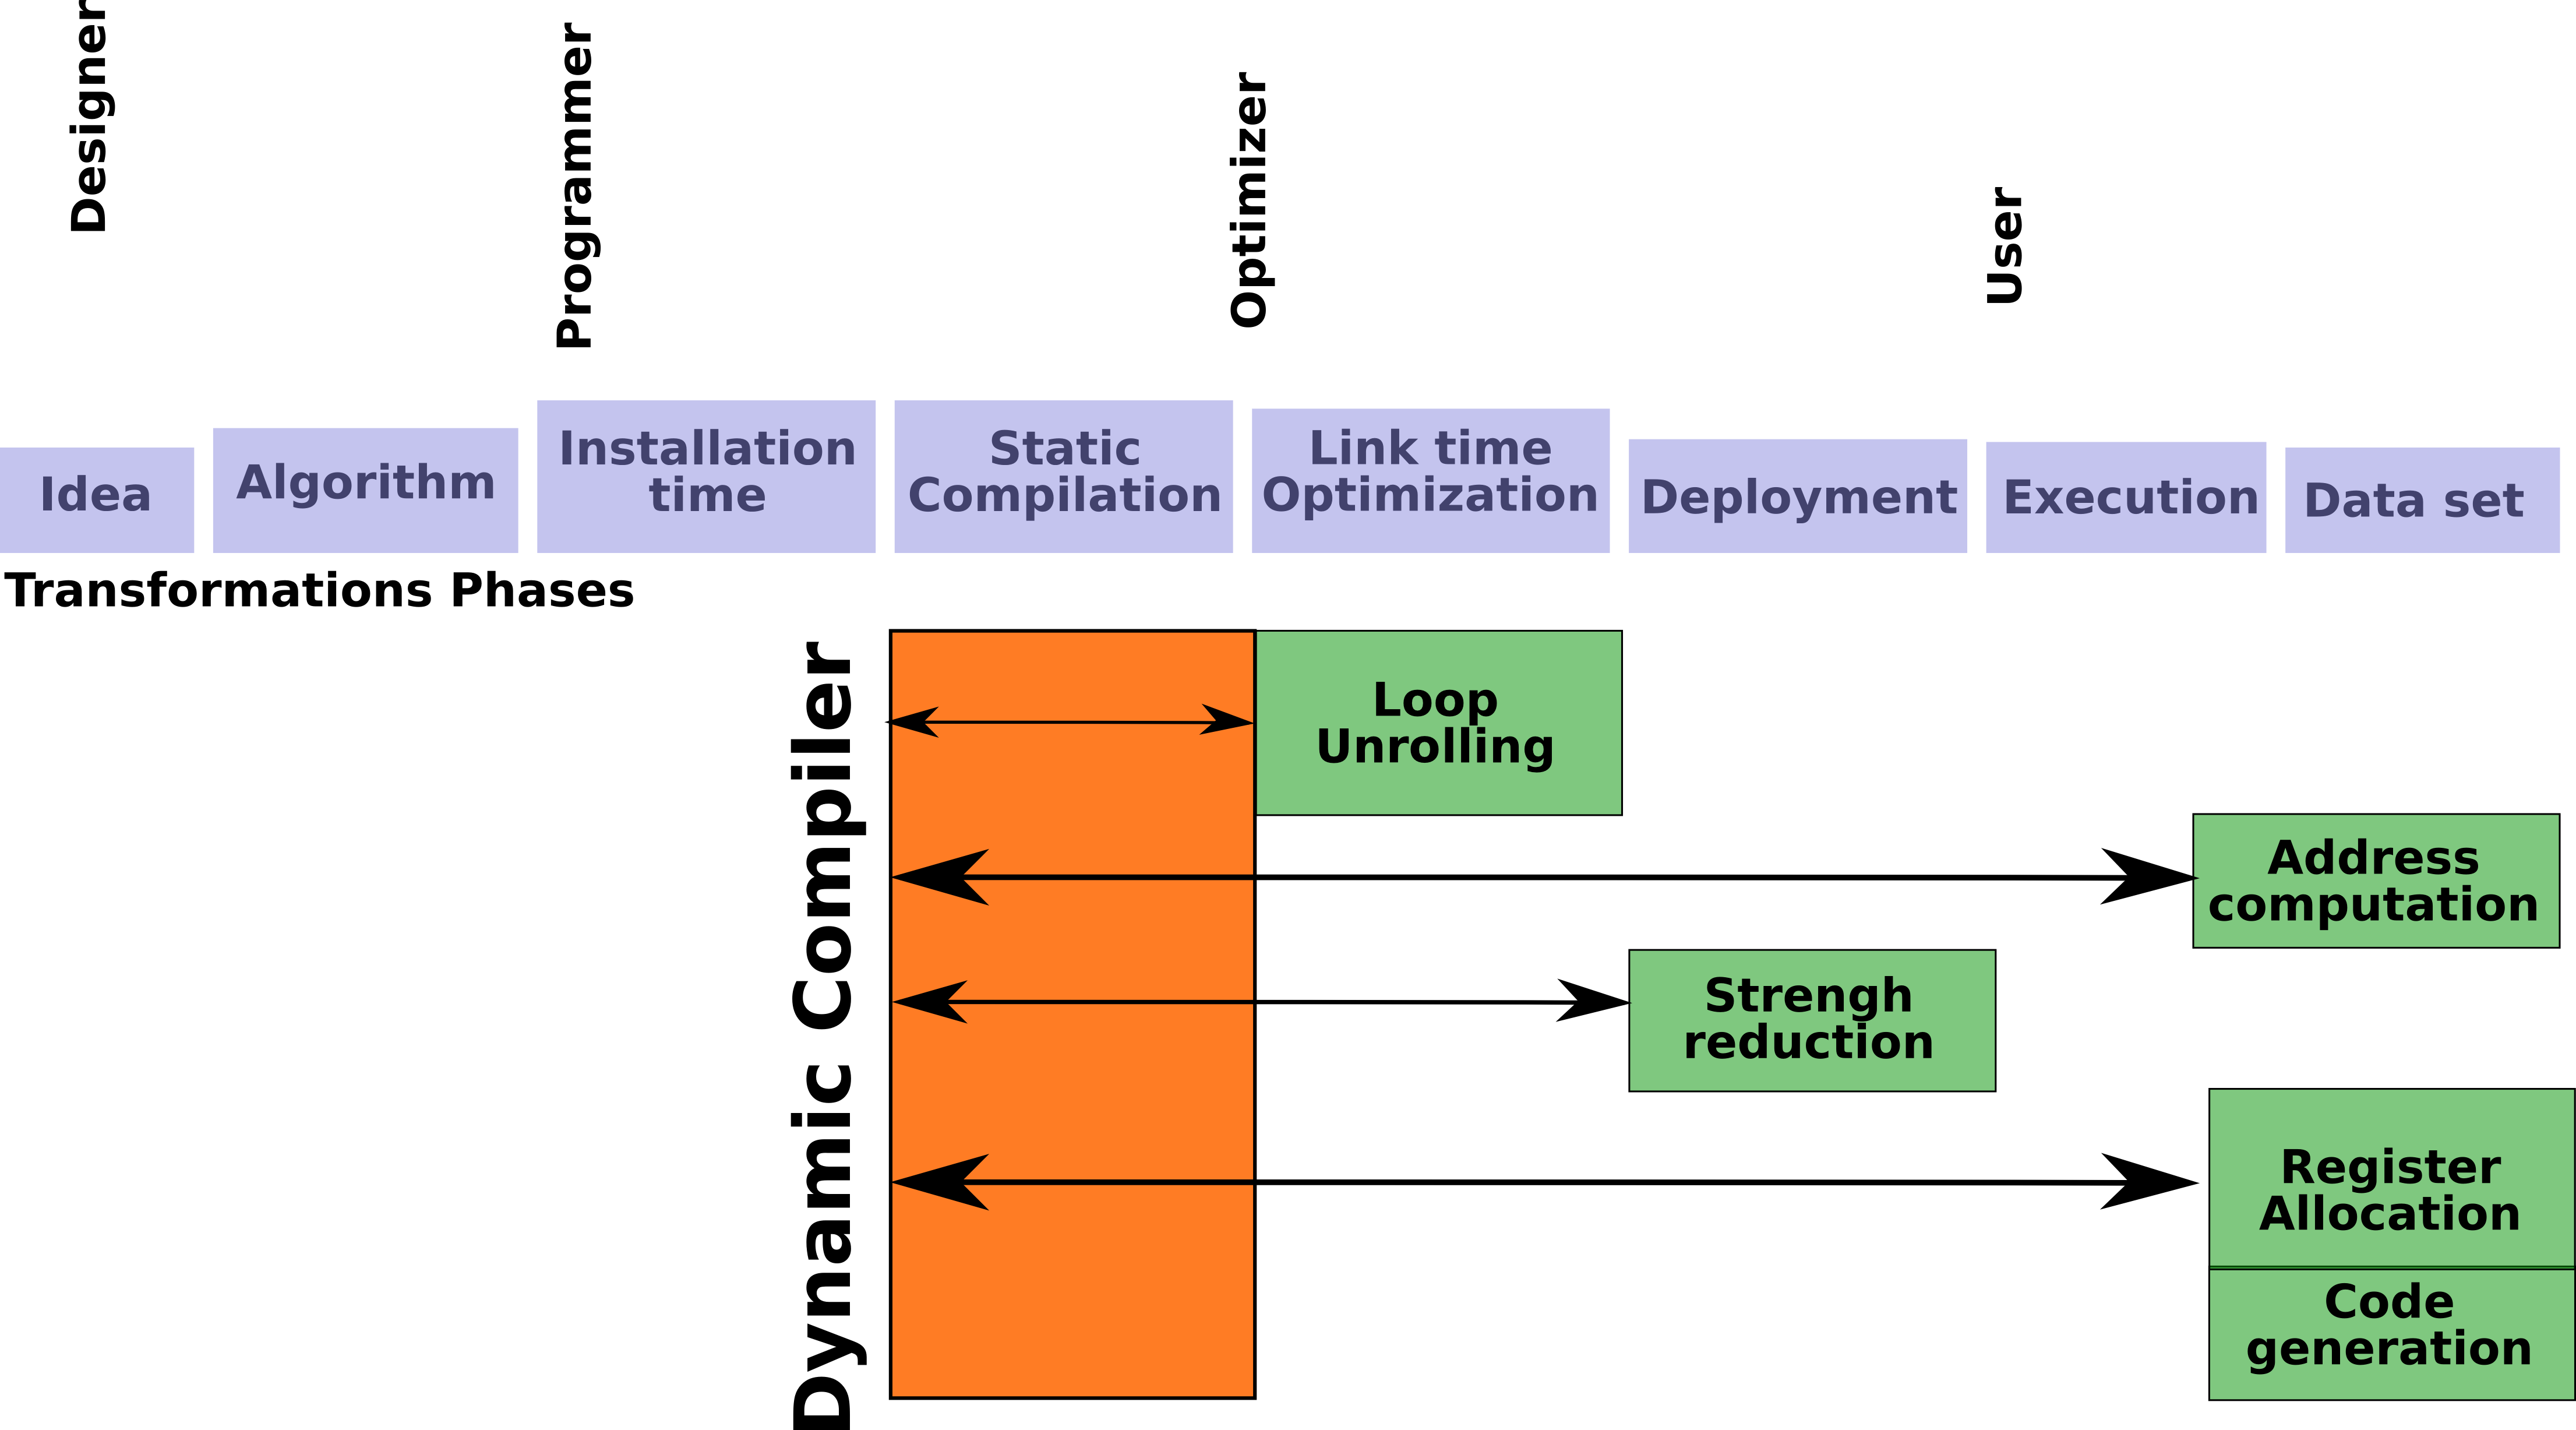 Designer
Programmer
Optimizer
User
Idea
Algorithm
Installation
time
Static
Compilation
Link time
Optimization
Deployment
Execution
Data set
Transformations Phases
Dynamic Compiler
Loop
Unrolling
Address
computation
Strengh
reduction
Register
Allocation
Code
generation